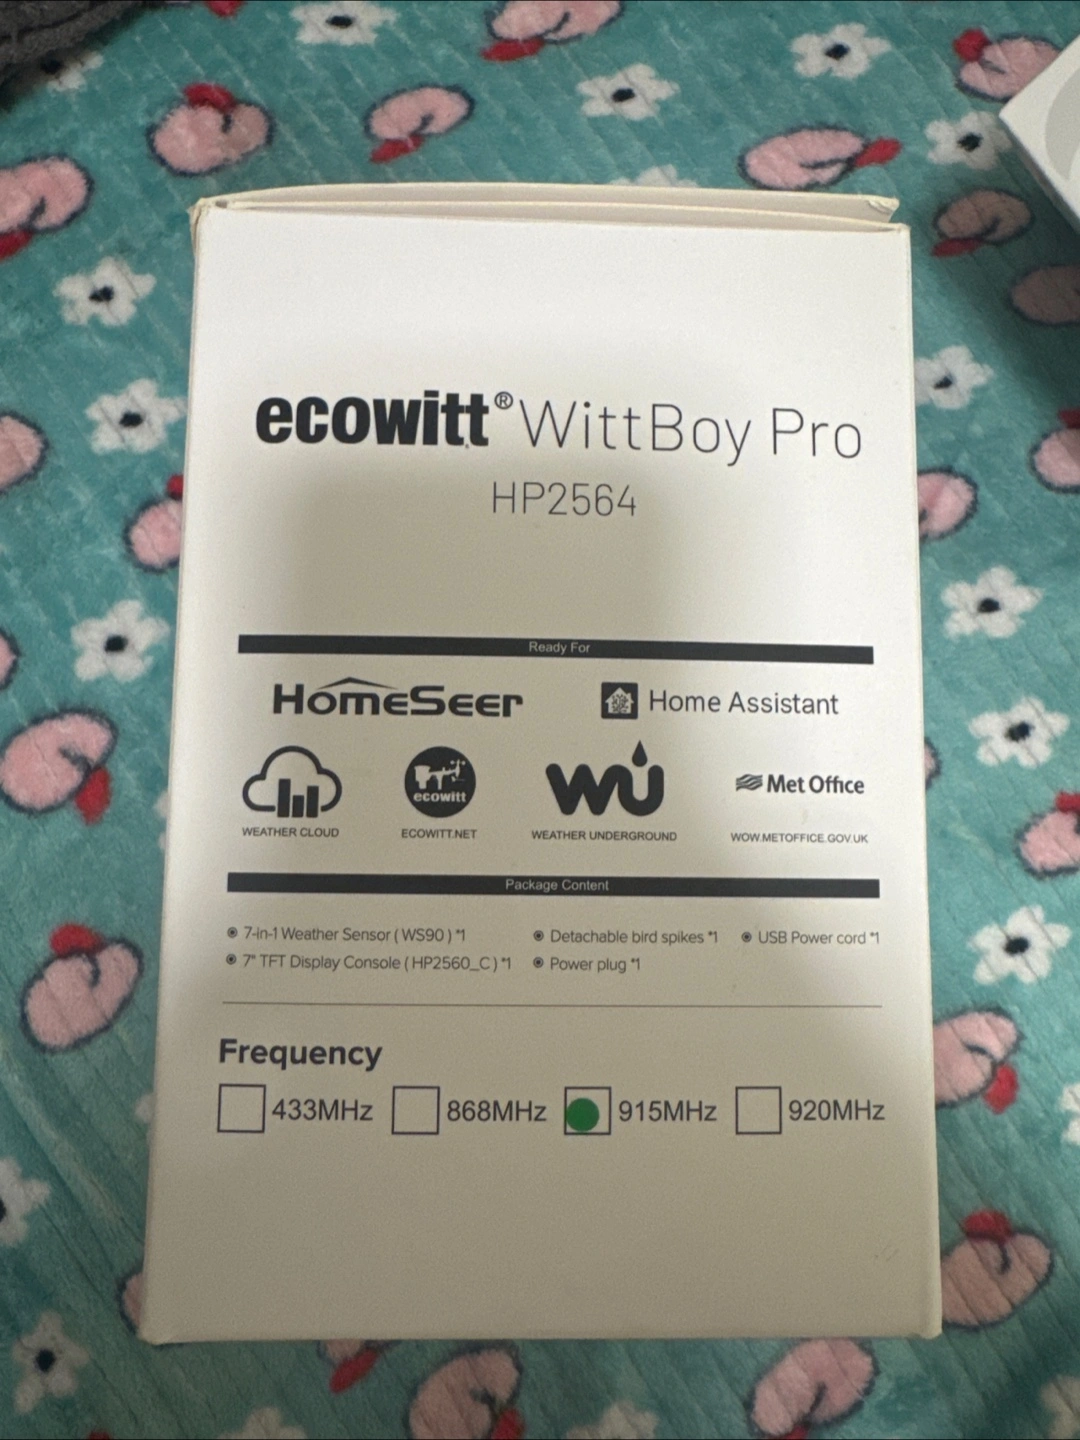 ecowitt® WittBoy Pro
HP2564
Ready For
HomeSeer
Home Assistant
ecowitt
WU
Met Office
WEATHER CLOUD
ECOWITT.NET
WEATHER UNDERGROUND
WOW.METOFFICE.GOV.UK
Package Content
7-in-1 Weather Sensor ( WS90 ) *1
Detachable bird spikes *1
USB Power cord *1
7" TFT Display Console ( HP2560_C ) *1
Power plug *1
Frequency
433MHz
868MHz
915MHz
920MHz